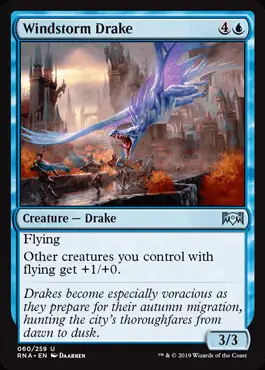 Windstorm Drake 4
Creature — Drake
Flying
Other creatures you control with
flying get +1/+0.
Drakes become especially voracious as
they prepare for their autumn migration,
hunting the city's thoroughfares from
dawn to dusk.
3/3
060/259 U
RNA • EN DAARKEN
™ & © 2019 Wizards of the Coast